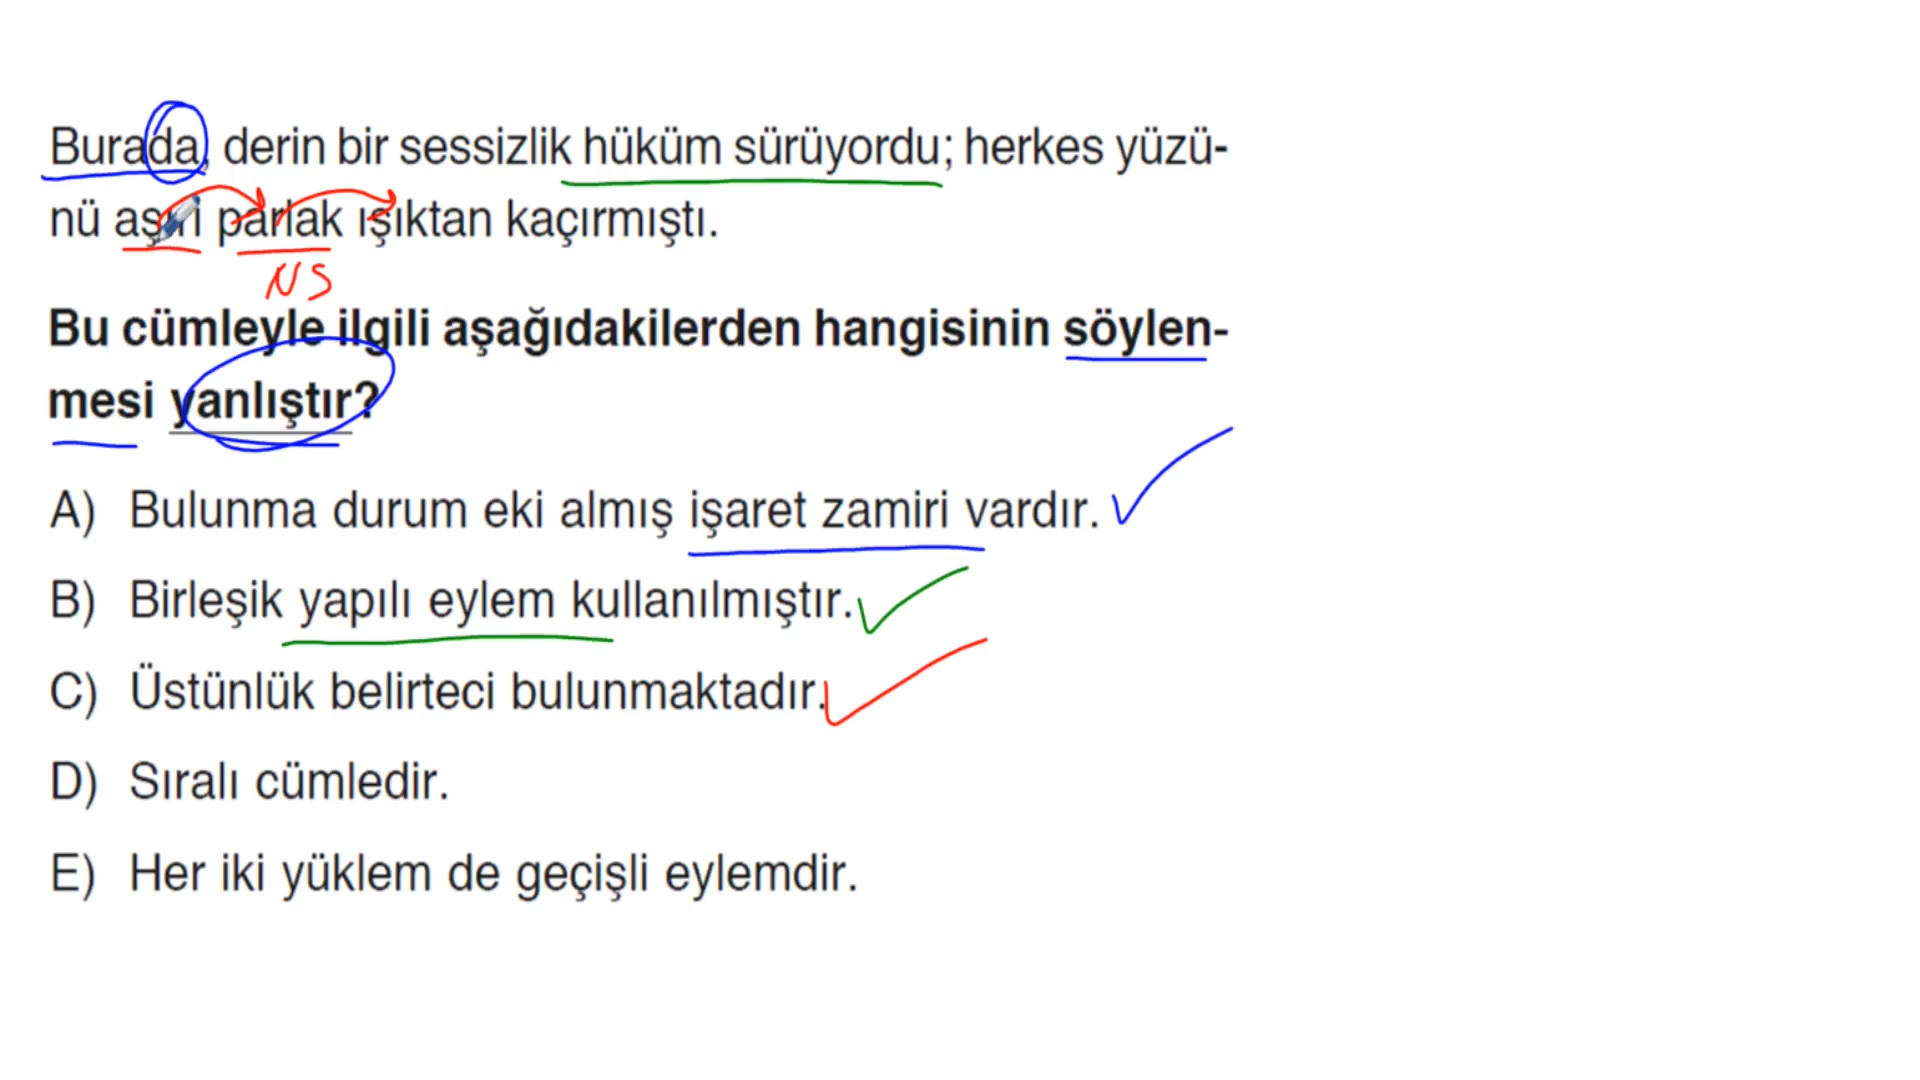 Burada, derin bir sessizlik hüküm sürüyordu; herkes yüzü-
nü aşırı parlak ışıktan kaçırmıştı.
NS
Bu cümleyle ilgili aşağıdakilerden hangisinin söylen-
mesi yanlıştır?
A) Bulunma durum eki almış işaret zamiri vardır.
B) Birleşik yapılı eylem kullanılmıştır.
C) Üstünlük belirteci bulunmaktadır.
D) Sıralı cümledir.
E) Her iki yüklem de geçişli eylemdir.